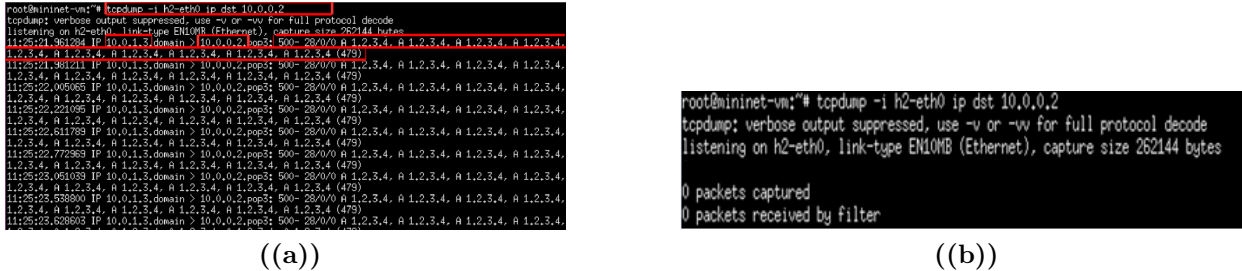 root@mininet-vm:~# tcpdump -i h2-eth0 ip dst 10.0.0.2
tcpdump: verbose output suppressed, use -v or -vv for full protocol decode
listening on h2-eth0, link-type EN10MB (Ethernet), capture size 262144 bytes
11:25:21.961284 IP 10.0.1.3.domain > 10.0.0.2.pop3: 500- 28/0/0 A 1.2.3.4, A 1.2.3.4, A 1.2.3.4, A 1.2.3.4,
1.2.3.4, A 1.2.3.4, A 1.2.3.4, A 1.2.3.4, A 1.2.3.4, A 1.2.3.4 (479)
11:25:21.981211 IP 10.0.1.3.domain > 10.0.0.2.pop3: 500- 28/0/0 A 1.2.3.4, A 1.2.3.4, A 1.2.3.4, A 1.2.3.4,
1.2.3.4, A 1.2.3.4, A 1.2.3.4, A 1.2.3.4, A 1.2.3.4, A 1.2.3.4 (479)
11:25:22.005065 IP 10.0.1.3.domain > 10.0.0.2.pop3: 500- 28/0/0 A 1.2.3.4, A 1.2.3.4, A 1.2.3.4, A 1.2.3.4,
1.2.3.4, A 1.2.3.4, A 1.2.3.4, A 1.2.3.4, A 1.2.3.4, A 1.2.3.4 (479)
11:25:22.221095 IP 10.0.1.3.domain > 10.0.0.2.pop3: 500- 28/0/0 A 1.2.3.4, A 1.2.3.4, A 1.2.3.4, A 1.2.3.4,
1.2.3.4, A 1.2.3.4, A 1.2.3.4, A 1.2.3.4, A 1.2.3.4, A 1.2.3.4 (479)
11:25:22.611789 IP 10.0.1.3.domain > 10.0.0.2.pop3: 500- 28/0/0 A 1.2.3.4, A 1.2.3.4, A 1.2.3.4, A 1.2.3.4,
1.2.3.4, A 1.2.3.4, A 1.2.3.4, A 1.2.3.4, A 1.2.3.4, A 1.2.3.4 (479)
11:25:22.772969 IP 10.0.1.3.domain > 10.0.0.2.pop3: 500- 28/0/0 A 1.2.3.4, A 1.2.3.4, A 1.2.3.4, A 1.2.3.4,
1.2.3.4, A 1.2.3.4, A 1.2.3.4, A 1.2.3.4, A 1.2.3.4, A 1.2.3.4 (479)
11:25:23.051039 IP 10.0.1.3.domain > 10.0.0.2.pop3: 500- 28/0/0 A 1.2.3.4, A 1.2.3.4, A 1.2.3.4, A 1.2.3.4,
1.2.3.4, A 1.2.3.4, A 1.2.3.4, A 1.2.3.4, A 1.2.3.4, A 1.2.3.4 (479)
11:25:23.538800 IP 10.0.1.3.domain > 10.0.0.2.pop3: 500- 28/0/0 A 1.2.3.4, A 1.2.3.4, A 1.2.3.4, A 1.2.3.4,
1.2.3.4, A 1.2.3.4, A 1.2.3.4, A 1.2.3.4, A 1.2.3.4, A 1.2.3.4 (479)
11:25:23.628603 IP 10.0.1.3.domain > 10.0.0.2.pop3: 500- 28/0/0 A 1.2.3.4, A 1.2.3.4, A 1.2.3.4, A 1.2.3.4,
((a))
root@mininet-vm:~# tcpdump -i h2-eth0 ip dst 10.0.0.2
tcpdump: verbose output suppressed, use -v or -vv for full protocol decode
listening on h2-eth0, link-type EN10MB (Ethernet), capture size 262144 bytes
0 packets captured
0 packets received by filter
((b))